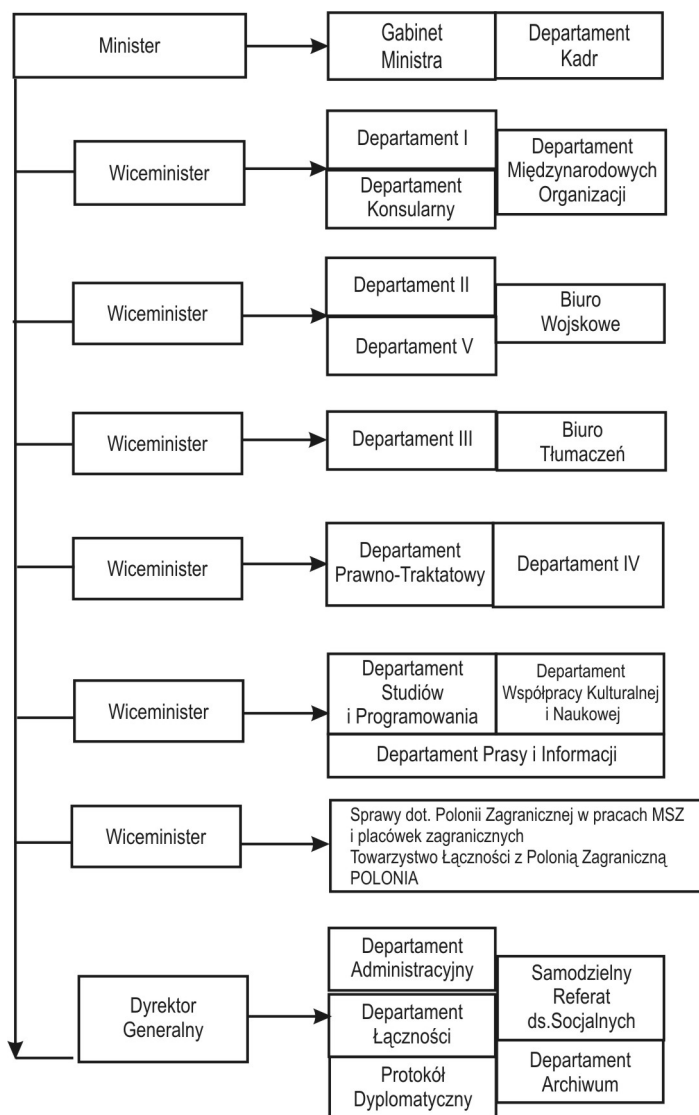 Minister
Gabinet
Ministra
Departament
Kadr
Wiceminister
Departament I
Departament
Konsularny
Departament
Międzynarodowych
Organizacji
Wiceminister
Departament II
Departament V
Biuro
Wojskowe
Wiceminister
Departament III
Biuro
Tłumaczeń
Wiceminister
Departament
Prawno-Traktatowy
Departament IV
Wiceminister
Departament
Studiów
i Programowania
Departament
Współpracy Kulturalnej
i Naukowej
Departament Prasy i Informacji
Wiceminister
Sprawy dot. Polonii Zagranicznej w pracach MSZ
i placówek zagranicznych
Towarzystwo Łączności z Polonią Zagraniczną
POLONIA
Dyrektor
Generalny
Departament
Administracyjny
Departament
Łączności
Protokół
Dyplomatyczny
Samodzielny
Referat
ds.Socjalnych
Departament
Archiwum